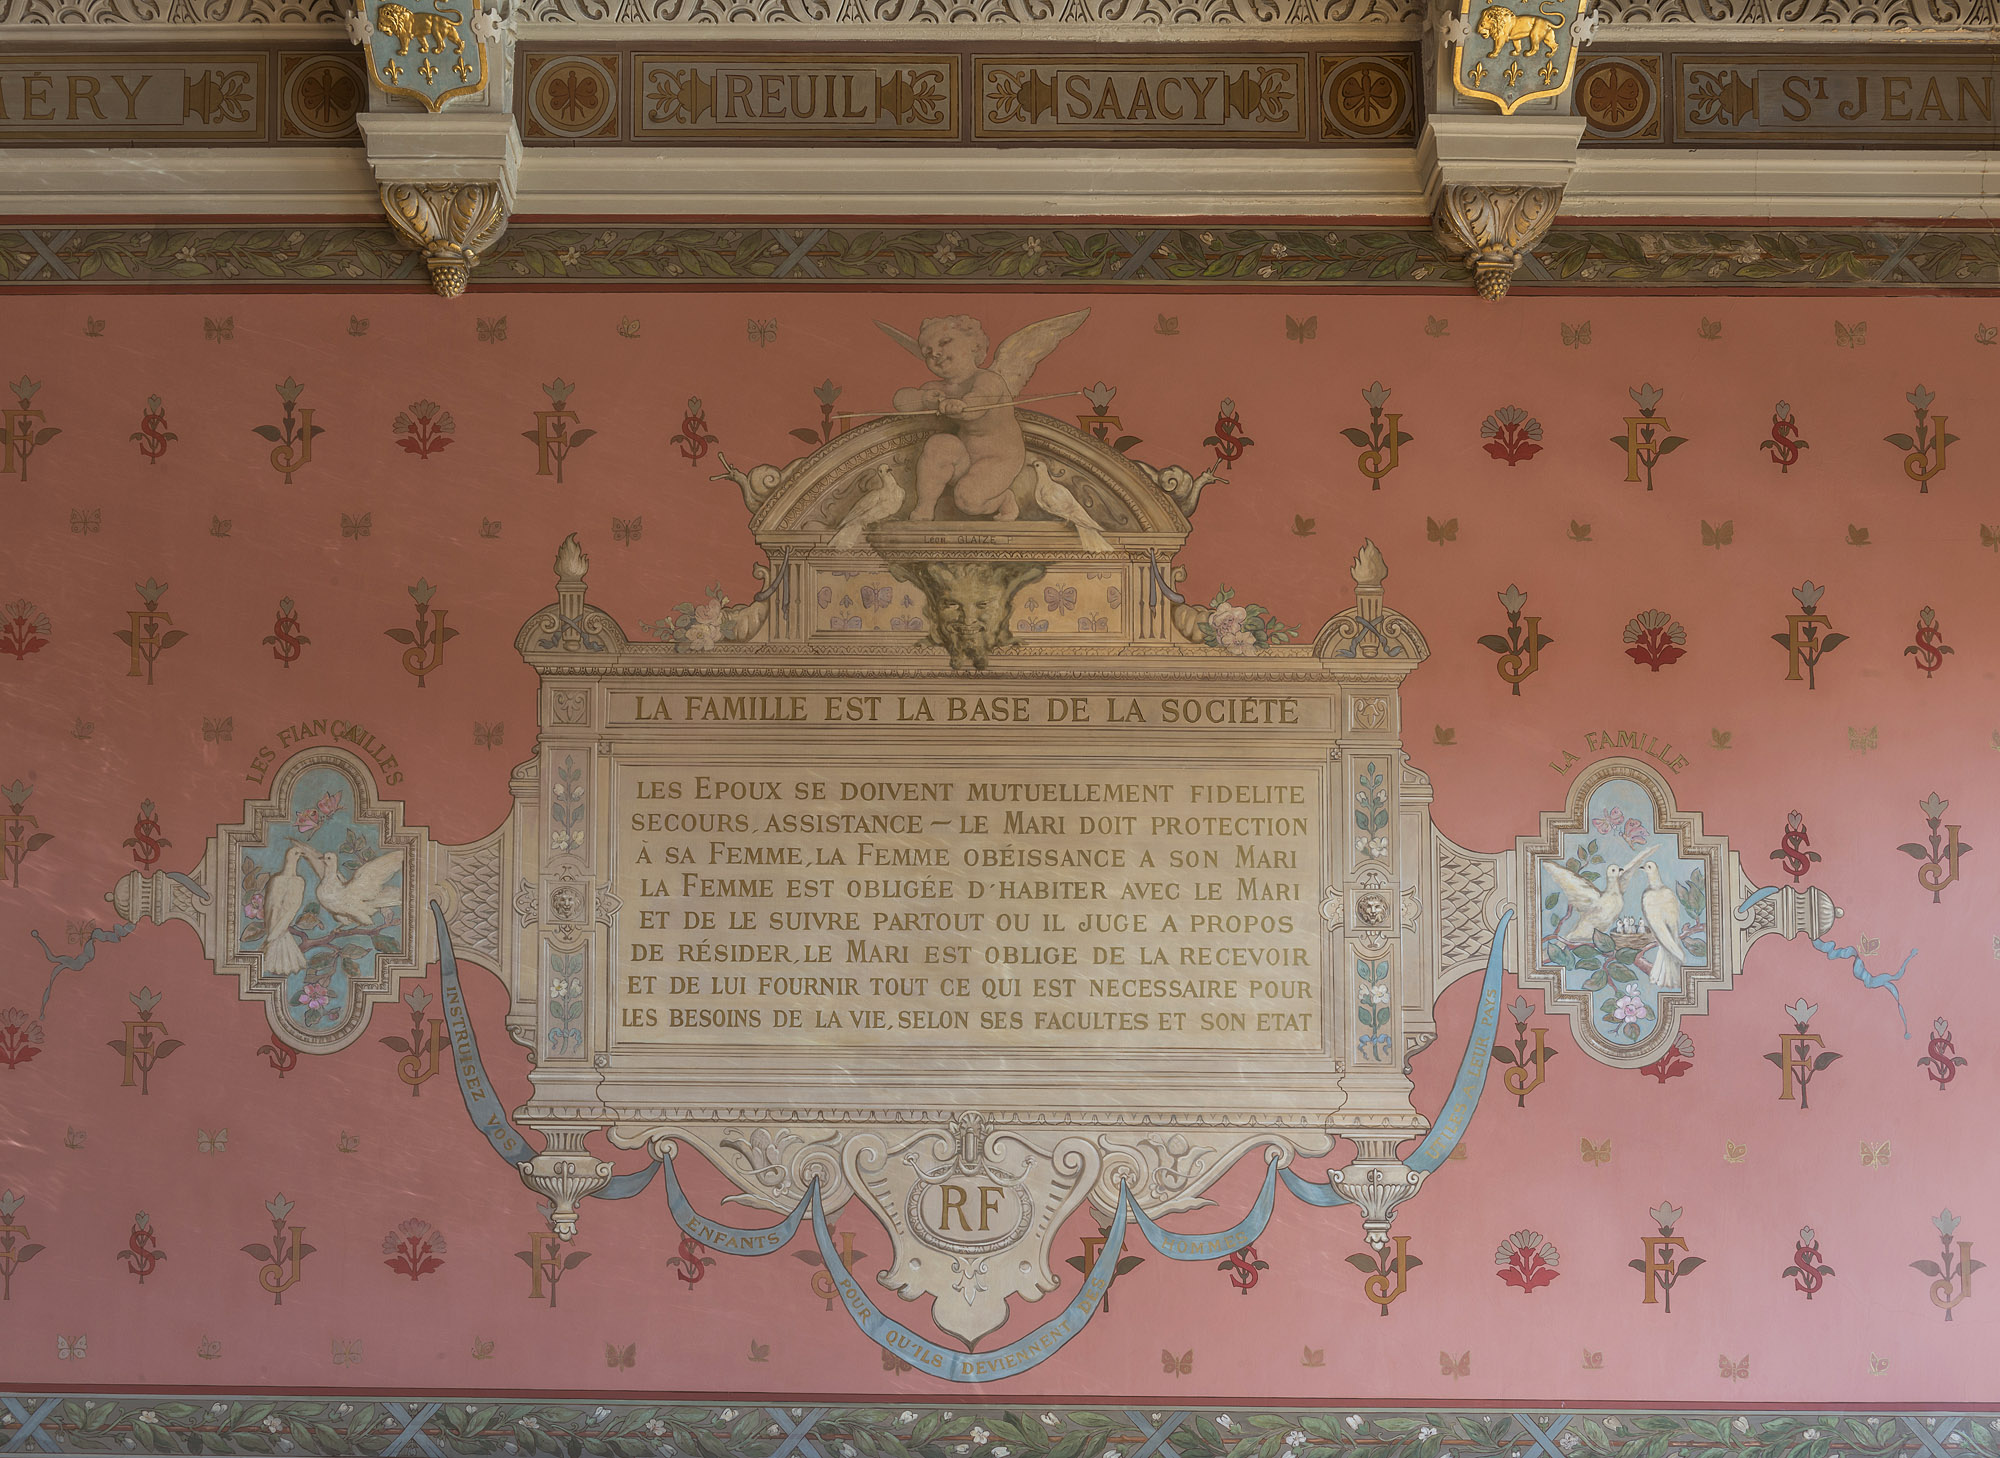 MÉRY
REUIL
SAACY
ST JEAN
Léon GLAIZE P.
LA FAMILLE EST LA BASE DE LA SOCIÉTÉ
LES EPOUX SE DOIVENT MUTUELLEMENT FIDELITE
SECOURS, ASSISTANCE — LE MARI DOIT PROTECTION
À SA FEMME, LA FEMME OBÉISSANCE A SON MARI
LA FEMME EST OBLIGÉE D'HABITER AVEC LE MARI
ET DE LE SUIVRE PARTOUT OU IL JUGE A PROPOS
DE RÉSIDER, LE MARI EST OBLIGE DE LA RECEVOIR
ET DE LUI FOURNIR TOUT CE QUI EST NECESSAIRE POUR
LES BESOINS DE LA VIE, SELON SES FACULTES ET SON ETAT
LES FIANÇAILLES
LA FAMILLE
INSTRUISEZ VOS
ENFANTS
POUR QU'ILS DEVIENNENT DES
HOMMES
UTILES A LEUR PAYS
RF